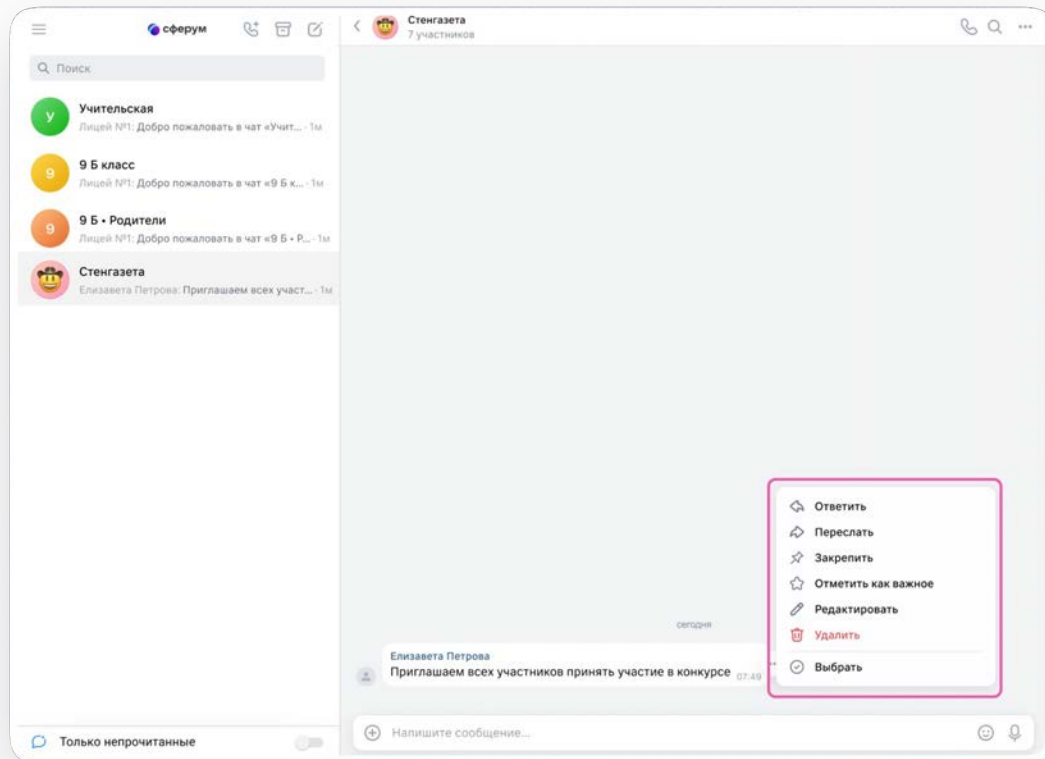 сферум
Поиск
У
Учительская
Лицей №1: Добро пожаловать в чат «Учит... · 1м
9
9 Б класс
Лицей №1: Добро пожаловать в чат «9 Б к... · 1м
9
9 Б • Родители
Лицей №1: Добро пожаловать в чат «9 Б • Р... · 1м
Стенгазета
Елизавета Петрова: Приглашаем всех участ... · 1м
Только непрочитанные
Стенгазета
7 участников
сегодня
Елизавета Петрова
Приглашаем всех участников принять участие в конкурсе 07:49
Ответить
Переслать
Закрепить
Отметить как важное
Редактировать
Удалить
Выбрать
Напишите сообщение...